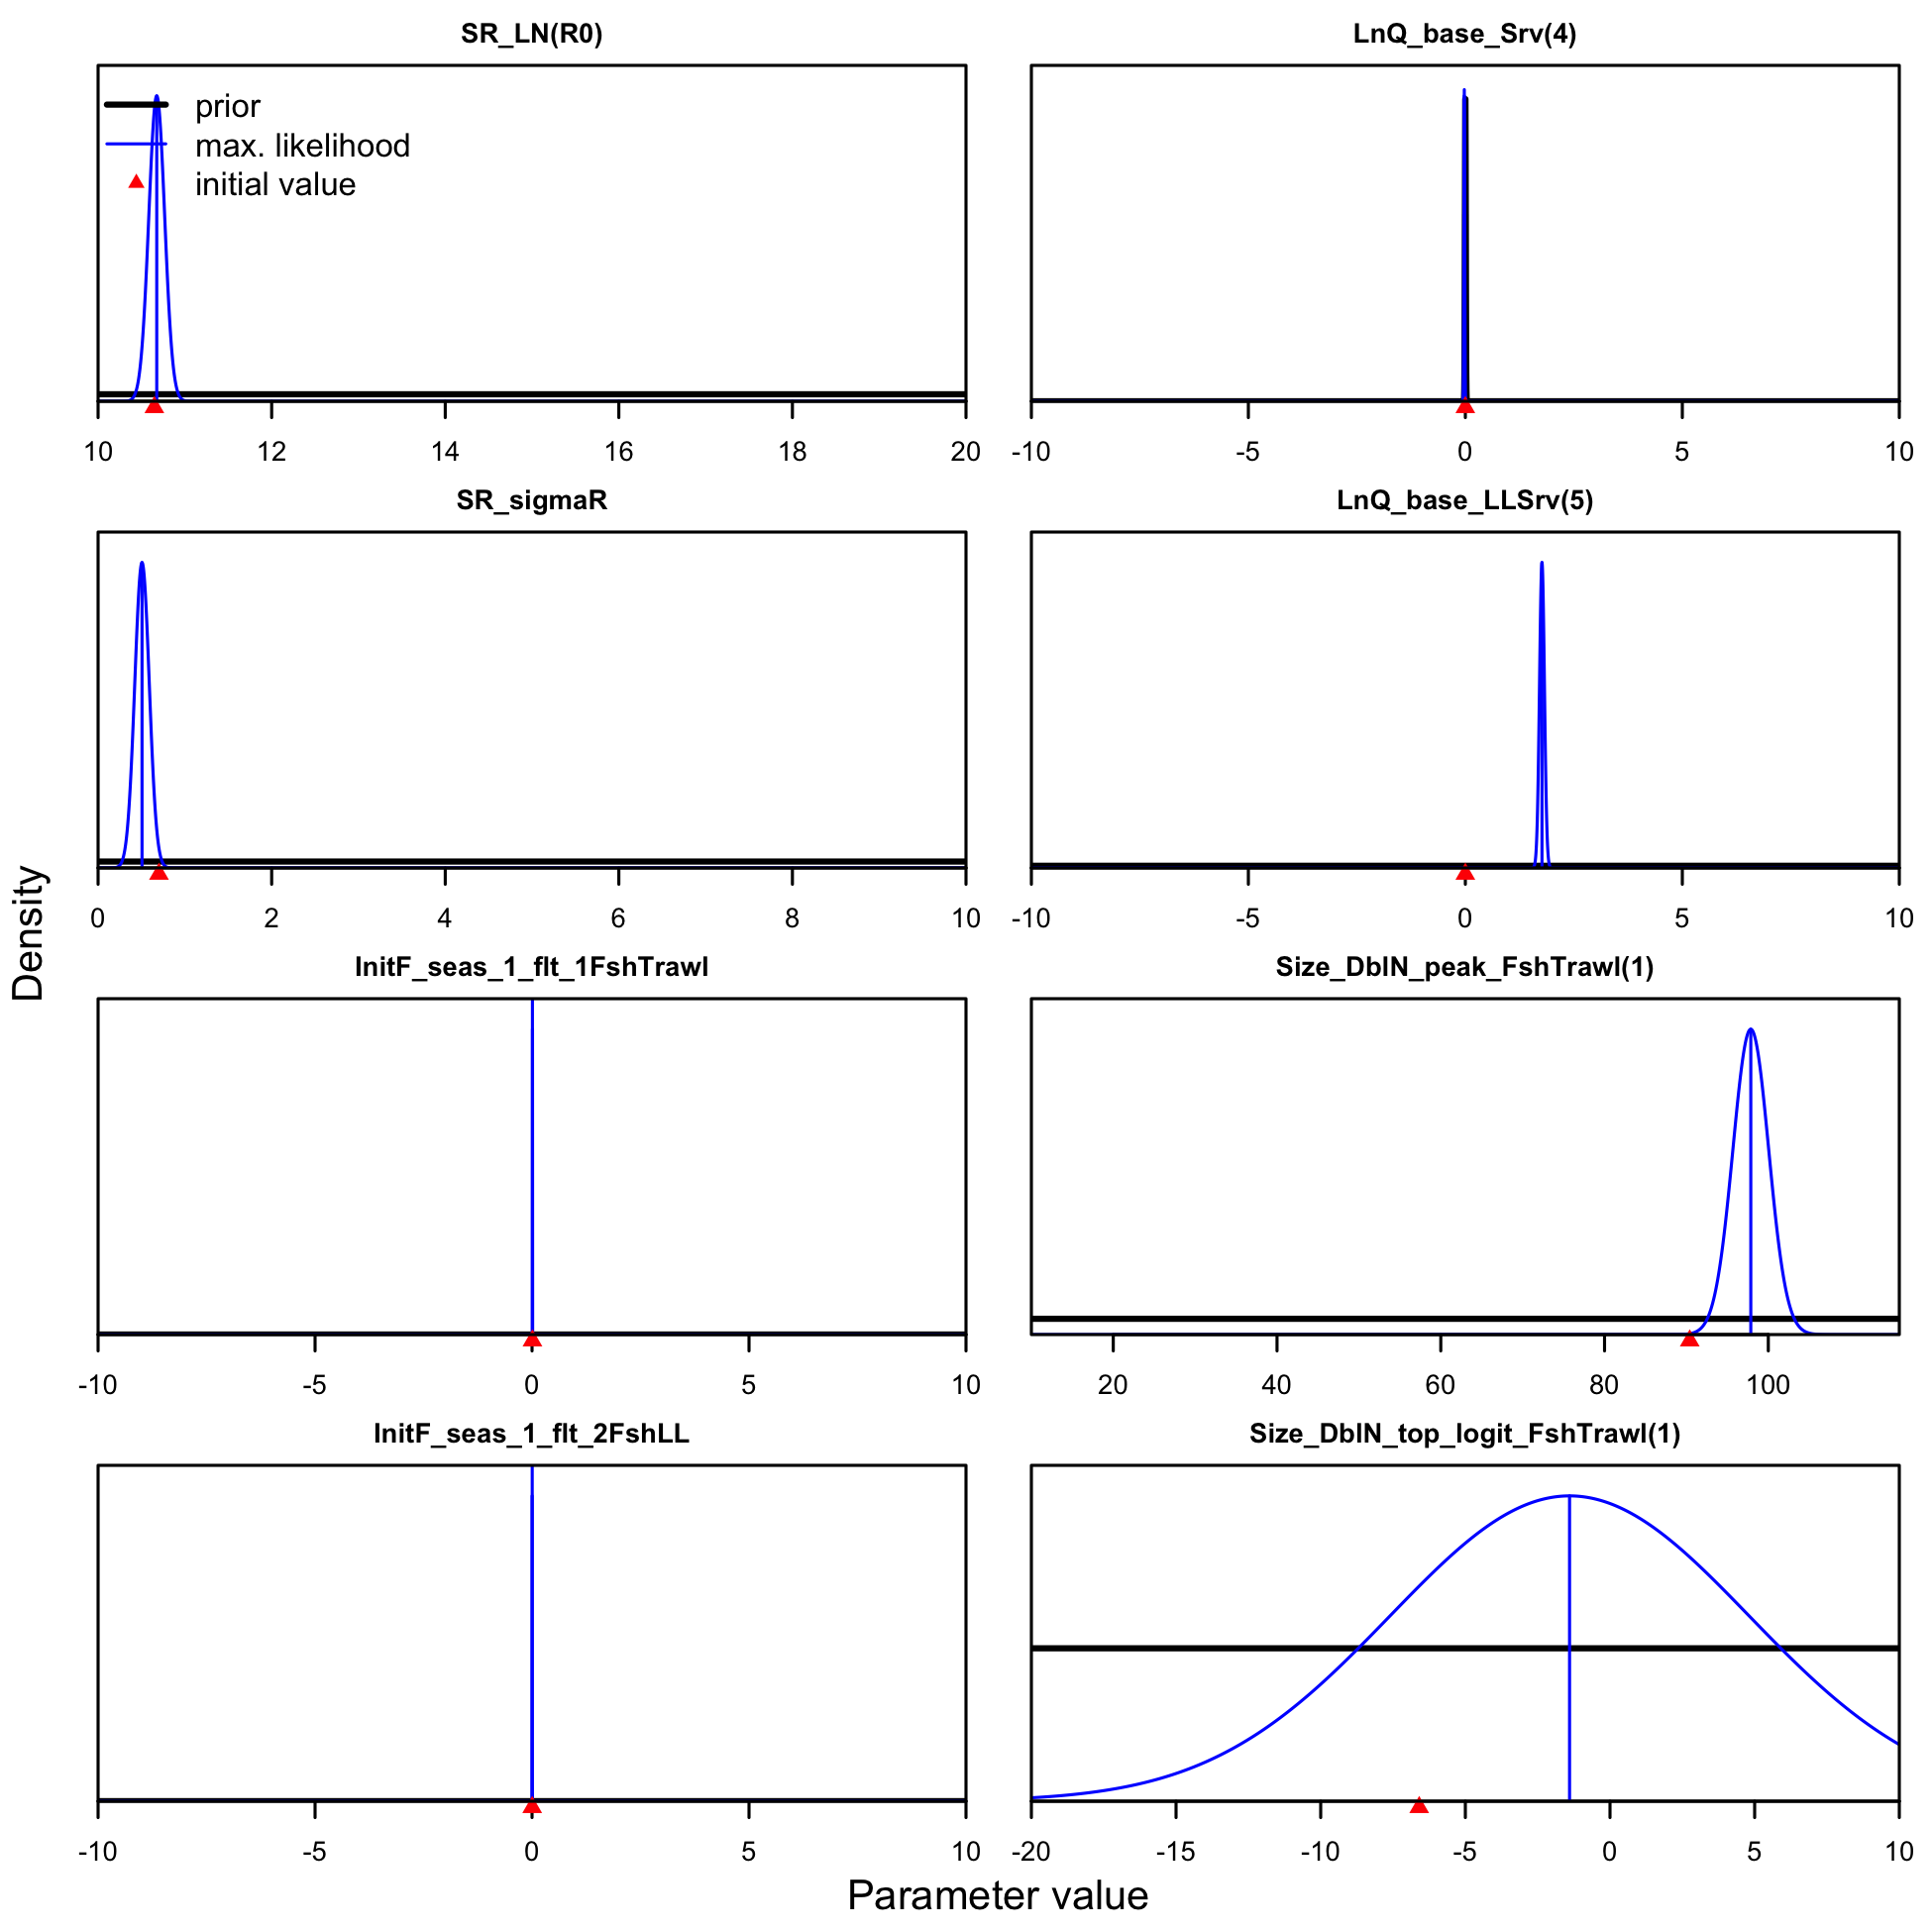 SR_LN(R0)
prior
max. likelihood
initial value
10 12 14 16 18 20
LnQ_base_Srv(4)
-10 -5 0 5 10
SR_sigmaR
0 2 4 6 8 10
LnQ_base_LLSrv(5)
-10 -5 0 5 10
Density
InitF_seas_1_flt_1FshTrawl
-10 -5 0 5 10
Size_DblN_peak_FshTrawl(1)
20 40 60 80 100
InitF_seas_1_flt_2FshLL
-10 -5 0 5 10
Size_DblN_top_logit_FshTrawl(1)
-20 -15 -10 -5 0 5 10
Parameter value